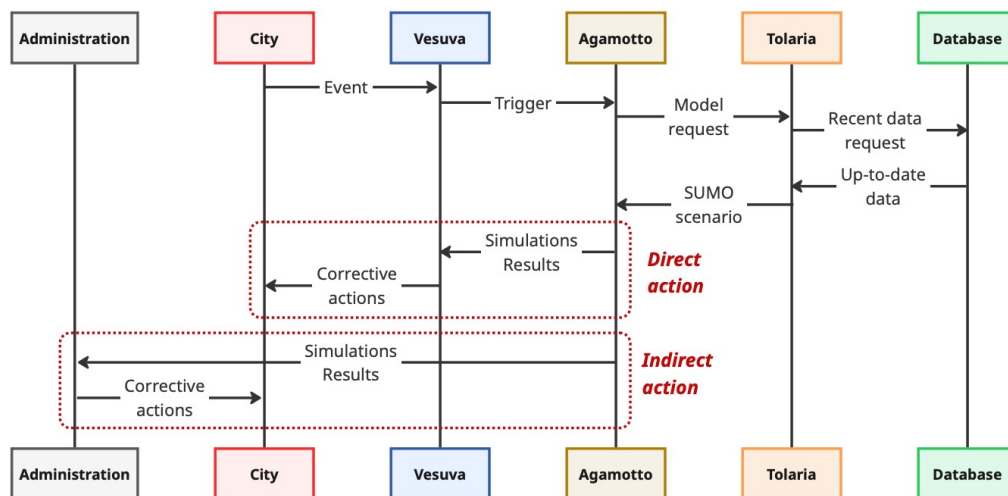 Administration
City
Vesuva
Agamotto
Tolaria
Database
Event
Trigger
Model
request
Recent data
request
Up-to-date
data
SUMO
scenario
Simulations
Results
Direct
action
Corrective
actions
Simulations
Results
Indirect
action
Corrective
actions
Administration
City
Vesuva
Agamotto
Tolaria
Database